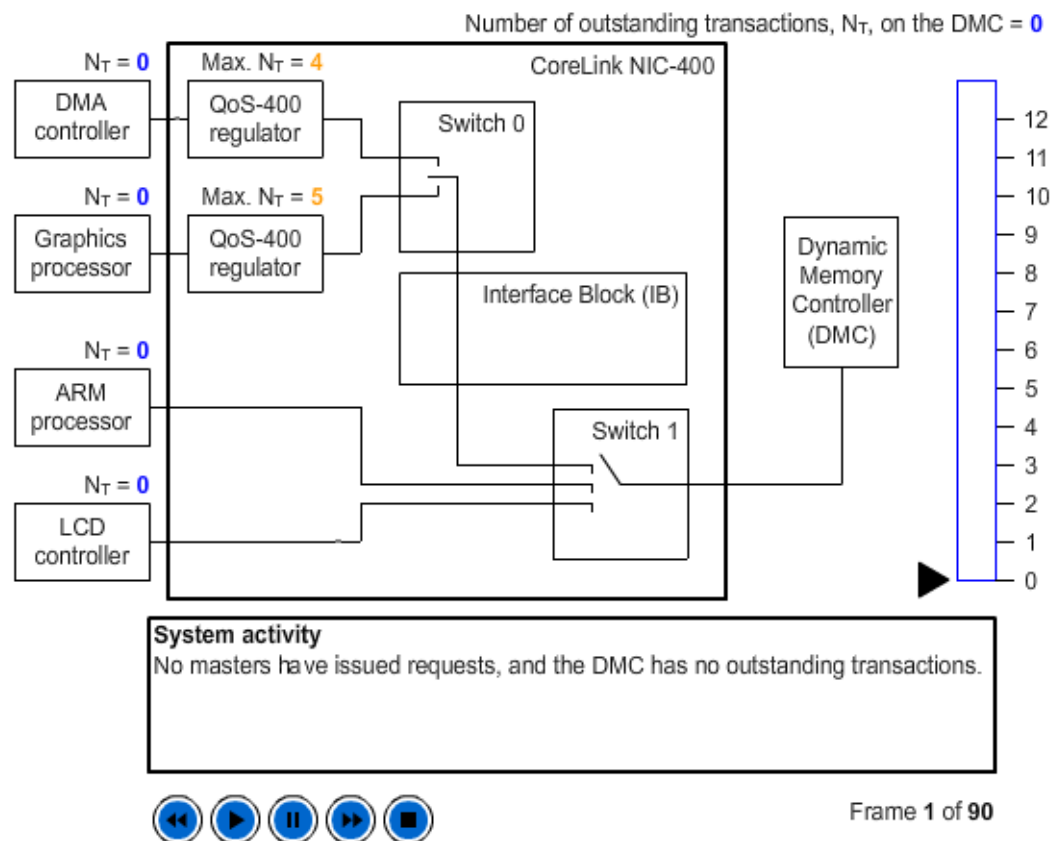 Number of outstanding transactions, NT, on the DMC = 0
NT = 0
Max. NT = 4
CoreLink NIC-400
DMA
controller
QoS-400
regulator
Switch 0
NT = 0
Max. NT = 5
Graphics
processor
QoS-400
regulator
Interface Block (IB)
Dynamic
Memory
Controller
(DMC)
NT = 0
ARM
processor
Switch 1
NT = 0
LCD
controller
12
11
10
9
8
7
6
5
4
3
2
1
0
System activity
No masters have issued requests, and the DMC has no outstanding transactions.
Frame 1 of 90